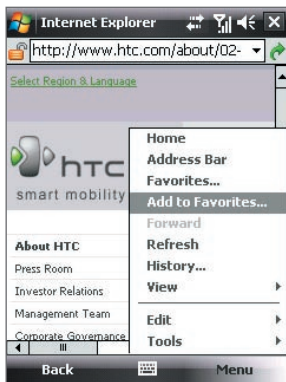 Internet Explorer
http://www.htc.com/about/02-
Select Region & Language
hTC
smart mobility
Home
Address Bar
Favorites...
Add to Favorites...
Forward
Refresh
History...
View
Edit
Tools
About HTC
Press Room
Investor Relations
Management Team
Corporate Governance
Back
Menu